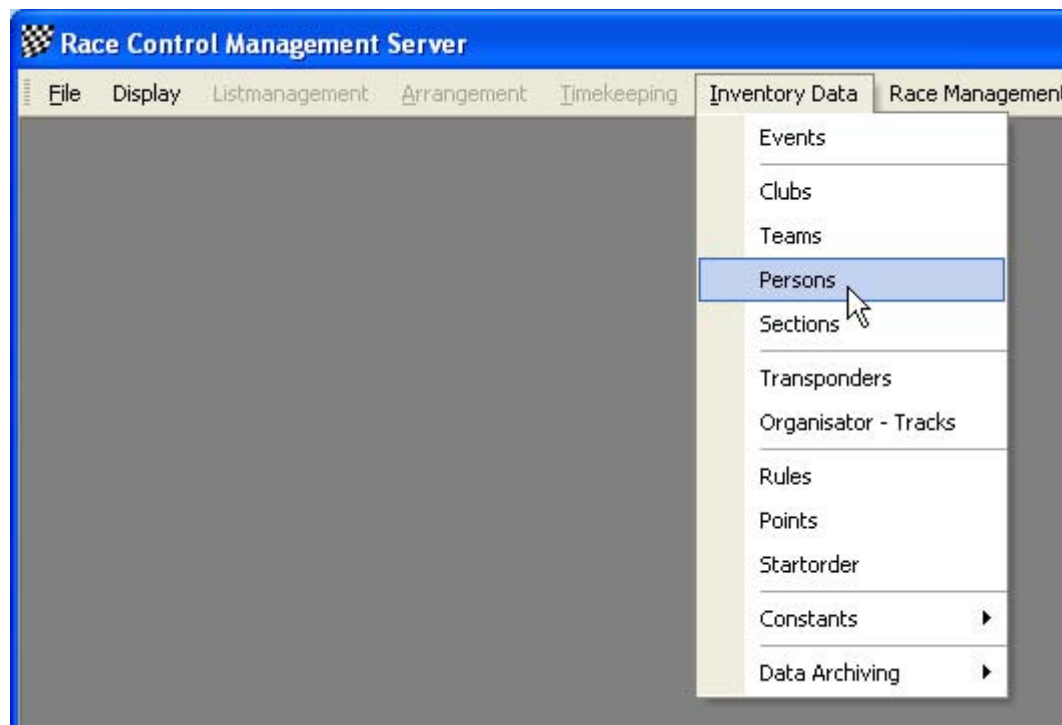 Race Control Management Server
File Display Listmanagement Arrangement Timekeeping Inventory Data Race Management
Events
Clubs
Teams
Persons
Sections
Transponders
Organisator - Tracks
Rules
Points
Startorder
Constants
Data Archiving